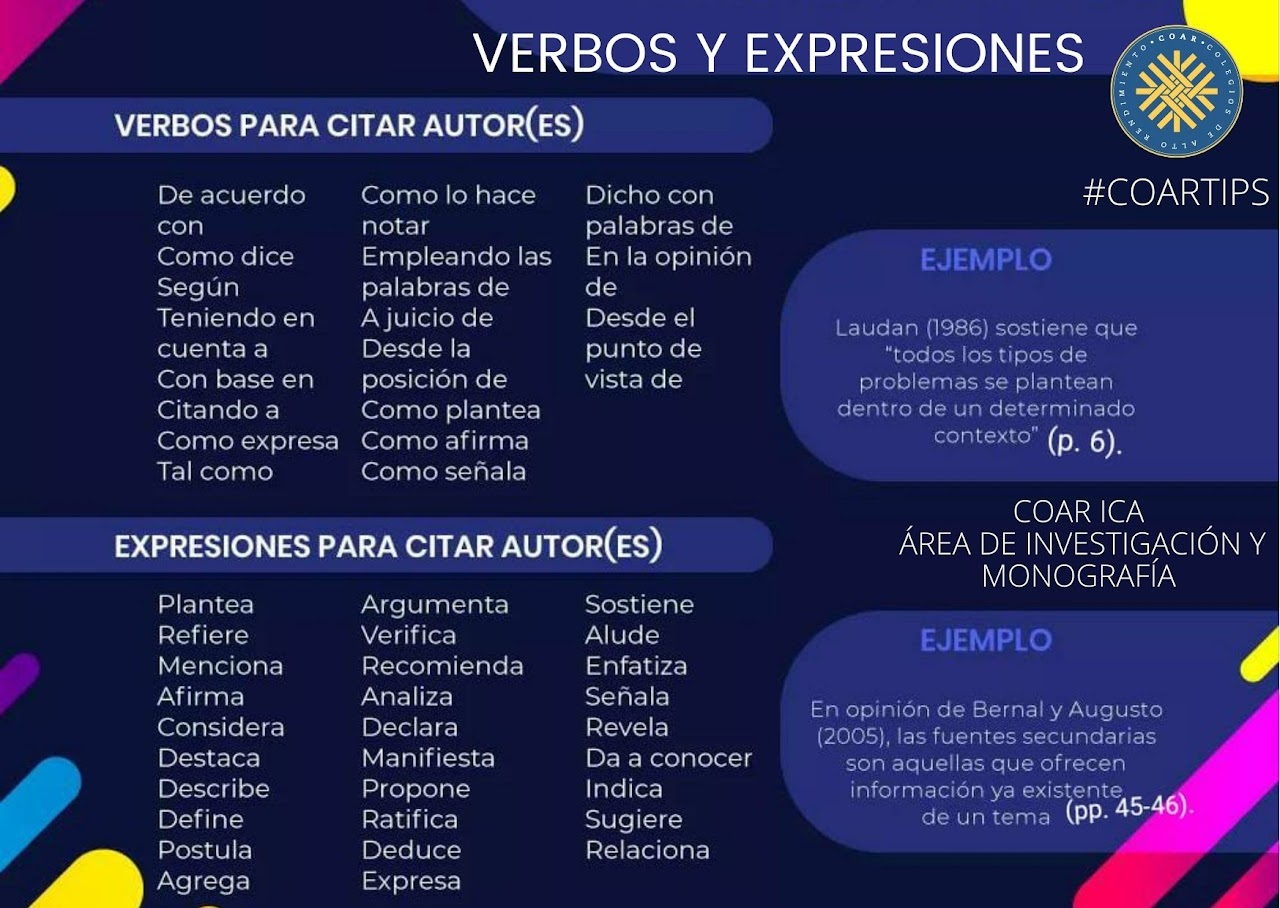 VERBOS Y EXPRESIONES
COAR • COLEGIOS DE ALTO RENDIMIENTO •
#COARTIPS
VERBOS PARA CITAR AUTOR(ES)
De acuerdo
con
Como dice
Según
Teniendo en
cuenta a
Con base en
Citando a
Como expresa
Tal como
Como lo hace
notar
Empleando las
palabras de
A juicio de
Desde la
posición de
Como plantea
Como afirma
Como señala
Dicho con
palabras de
En la opinión
de
Desde el
punto de
vista de
EJEMPLO
Laudan (1986) sostiene que
“todos los tipos de
problemas se plantean
dentro de un determinado
contexto” (p. 6).
COAR ICA
ÁREA DE INVESTIGACIÓN Y
MONOGRAFÍA
EXPRESIONES PARA CITAR AUTOR(ES)
Plantea
Refiere
Menciona
Afirma
Considera
Destaca
Describe
Define
Postula
Agrega
Argumenta
Verifica
Recomienda
Analiza
Declara
Manifiesta
Propone
Ratifica
Deduce
Expresa
Sostiene
Alude
Enfatiza
Señala
Revela
Da a conocer
Indica
Sugiere
Relaciona
EJEMPLO
En opinión de Bernal y Augusto
(2005), las fuentes secundarias
son aquellas que ofrecen
información ya existente
de un tema (pp. 45-46).